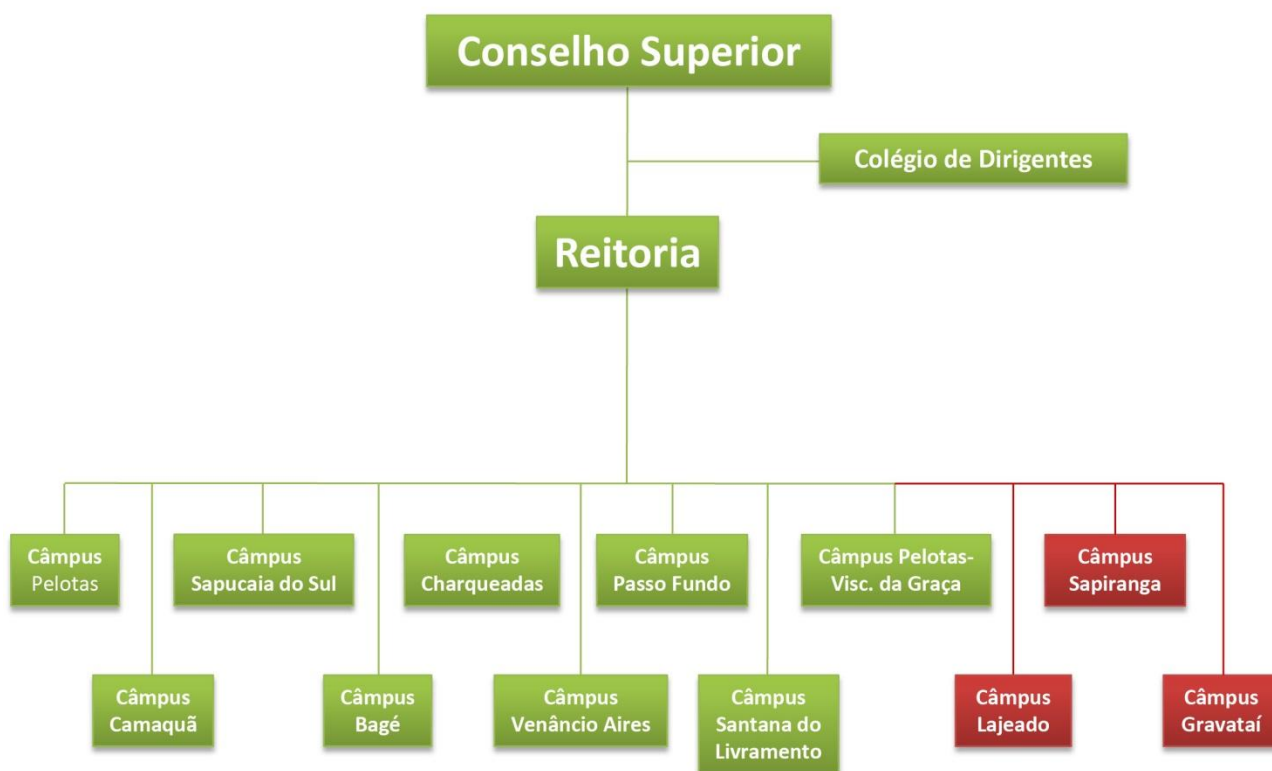 Conselho Superior
Colégio de Dirigentes
Reitoria
Câmpus
Pelotas
Câmpus
Sapucaia do Sul
Câmpus
Charqueadas
Câmpus
Passo Fundo
Câmpus Pelotas-
Visc. da Graça
Câmpus
Sapiranga
Câmpus
Camaquã
Câmpus
Bagé
Câmpus
Venâncio Aires
Câmpus
Santana do
Livramento
Câmpus
Lajeado
Câmpus
Gravataí